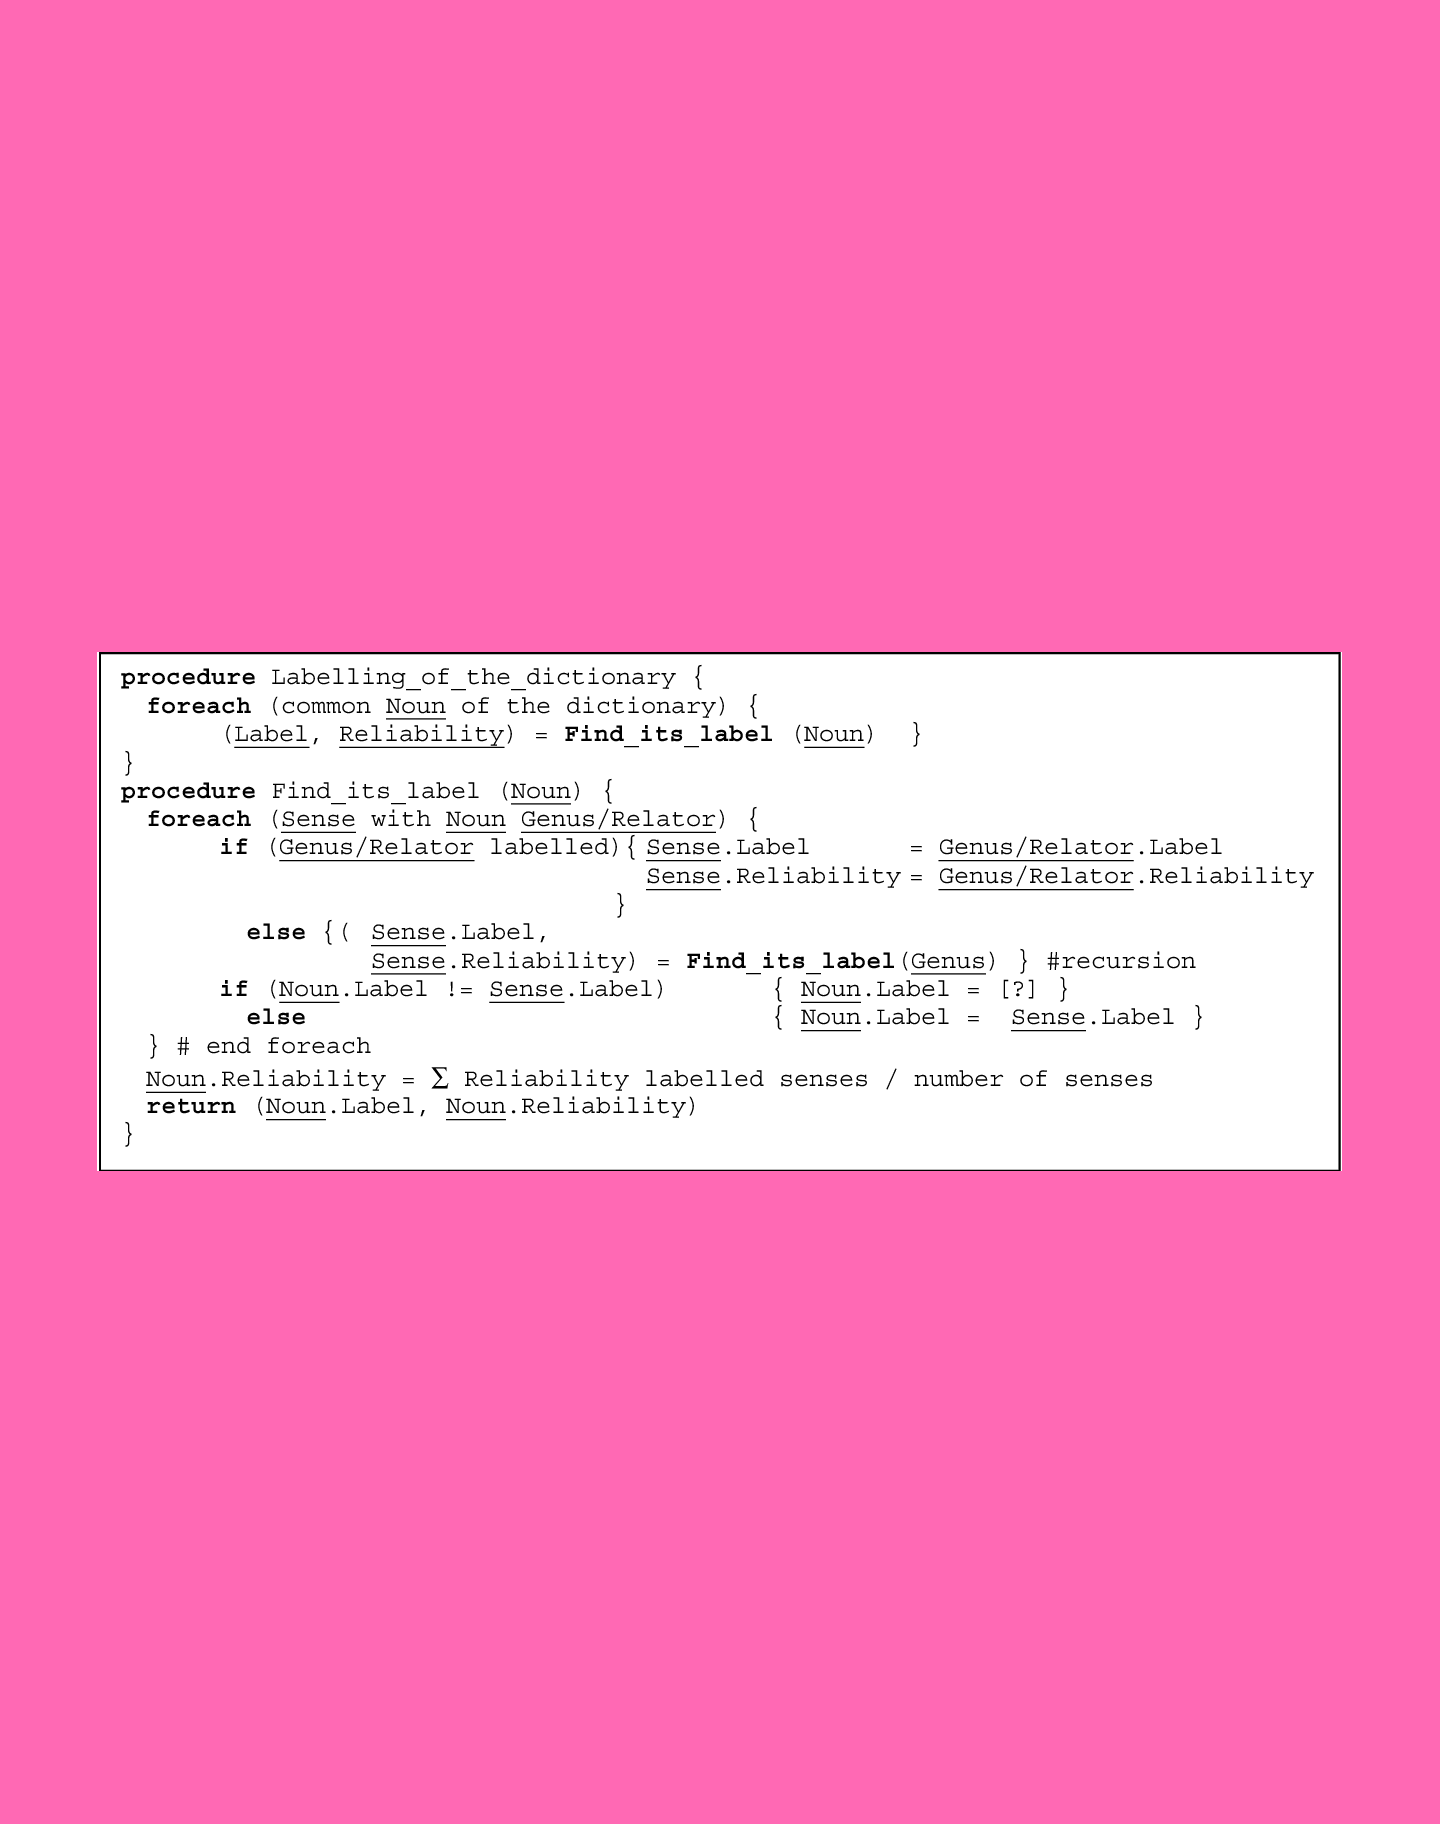 procedure Labelling_of_the_dictionary {
foreach (common Noun of the dictionary) {
(Label, Reliability) = Find_its_label (Noun) }
}
procedure Find_its_label (Noun) {
foreach (Sense with Noun Genus/Relator) {
if (Genus/Relator labelled){ Sense.Label = Genus/Relator.Label
Sense.Reliability = Genus/Relator.Reliability
}
else {( Sense.Label,
Sense.Reliability) = Find_its_label(Genus) } #recursion
if (Noun.Label != Sense.Label) { Noun.Label = [?] }
else { Noun.Label = Sense.Label }
} # end foreach
Noun.Reliability = Σ Reliability labelled senses / number of senses
return (Noun.Label, Noun.Reliability)
}